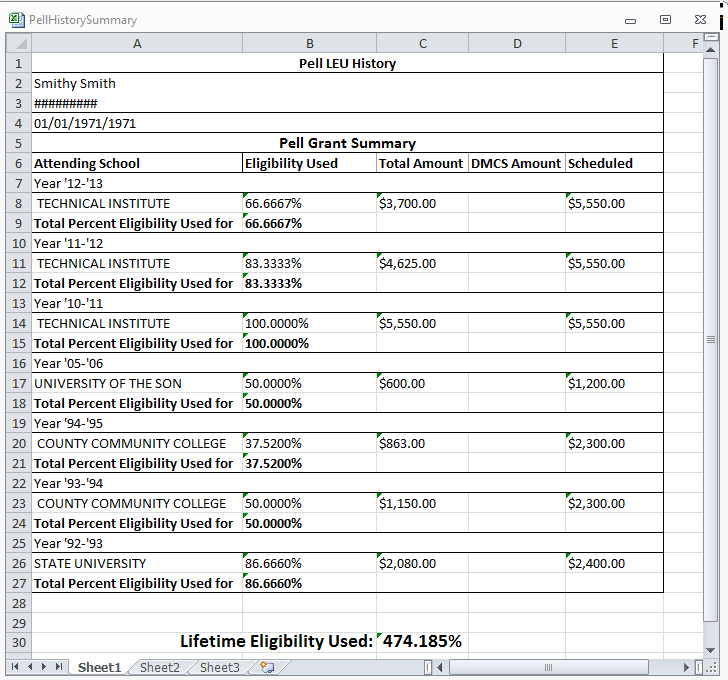 PellHistorySummary
A B C D E F
1 Pell LEU History
2 Smithy Smith
3 #########
4 01/01/1971/1971
5 Pell Grant Summary
6 Attending School Eligibility Used Total Amount DMCS Amount Scheduled
7 Year '12-'13
8 TECHNICAL INSTITUTE 66.6667% $3,700.00 $5,550.00
9 Total Percent Eligibility Used for 66.6667%
10 Year '11-'12
11 TECHNICAL INSTITUTE 83.3333% $4,625.00 $5,550.00
12 Total Percent Eligibility Used for 83.3333%
13 Year '10-'11
14 TECHNICAL INSTITUTE 100.0000% $5,550.00 $5,550.00
15 Total Percent Eligibility Used for 100.0000%
16 Year '05-'06
17 UNIVERSITY OF THE SON 50.0000% $600.00 $1,200.00
18 Total Percent Eligibility Used for 50.0000%
19 Year '94-'95
20 COUNTY COMMUNITY COLLEGE 37.5200% $863.00 $2,300.00
21 Total Percent Eligibility Used for 37.5200%
22 Year '93-'94
23 COUNTY COMMUNITY COLLEGE 50.0000% $1,150.00 $2,300.00
24 Total Percent Eligibility Used for 50.0000%
25 Year '92-'93
26 STATE UNIVERSITY 86.6660% $2,080.00 $2,400.00
27 Total Percent Eligibility Used for 86.6660%
28
29
30 Lifetime Eligibility Used: 474.185%
Sheet1 Sheet2 Sheet3